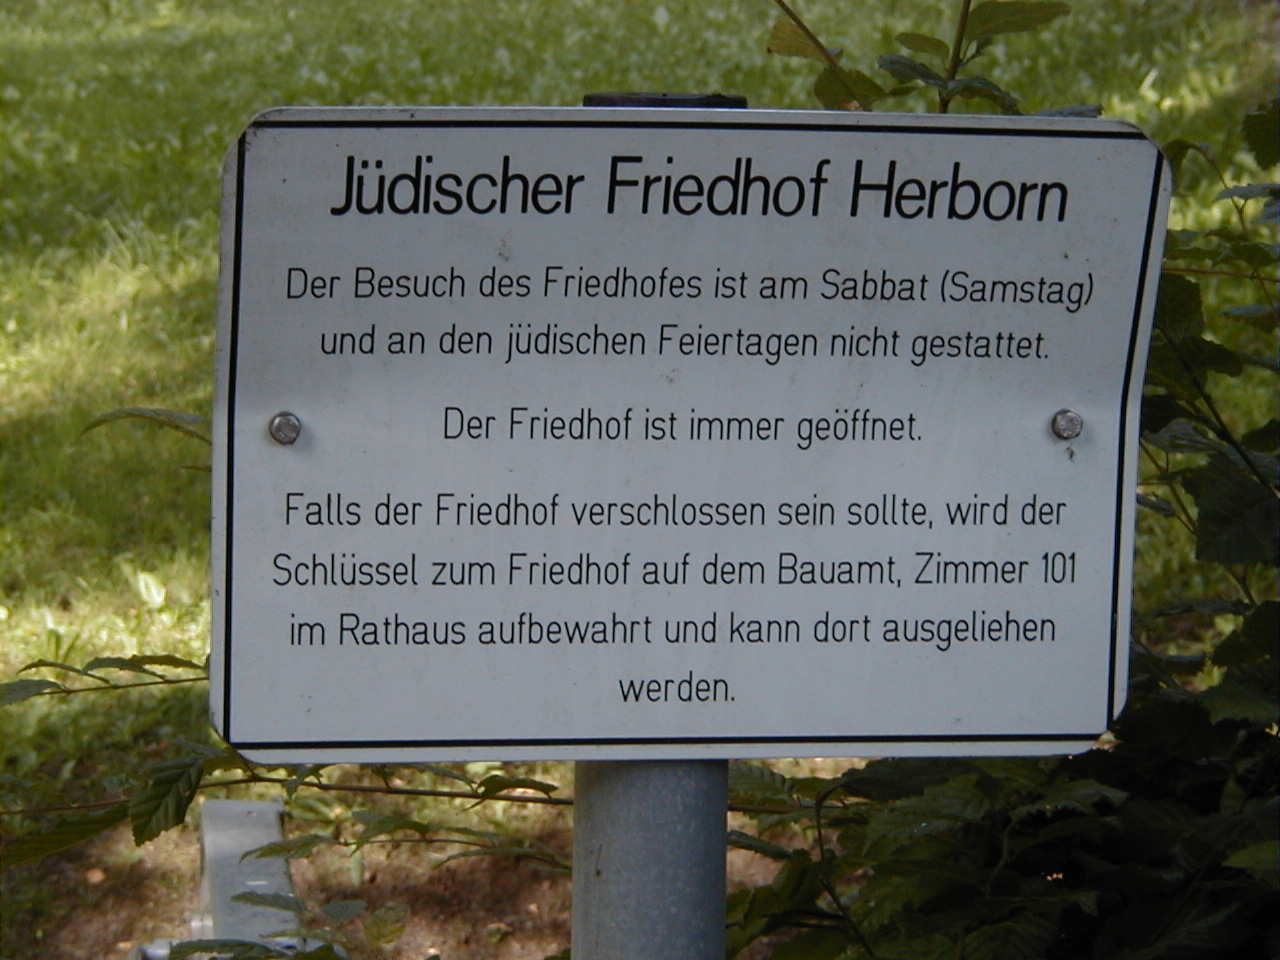 Jüdischer Friedhof Herborn
Der Besuch des Friedhofes ist am Sabbat (Samstag)
und an den jüdischen Feiertagen nicht gestattet.
Der Friedhof ist immer geöffnet.
Falls der Friedhof verschlossen sein sollte, wird der
Schlüssel zum Friedhof auf dem Bauamt, Zimmer 101
im Rathaus aufbewahrt und kann dort ausgeliehen
werden.